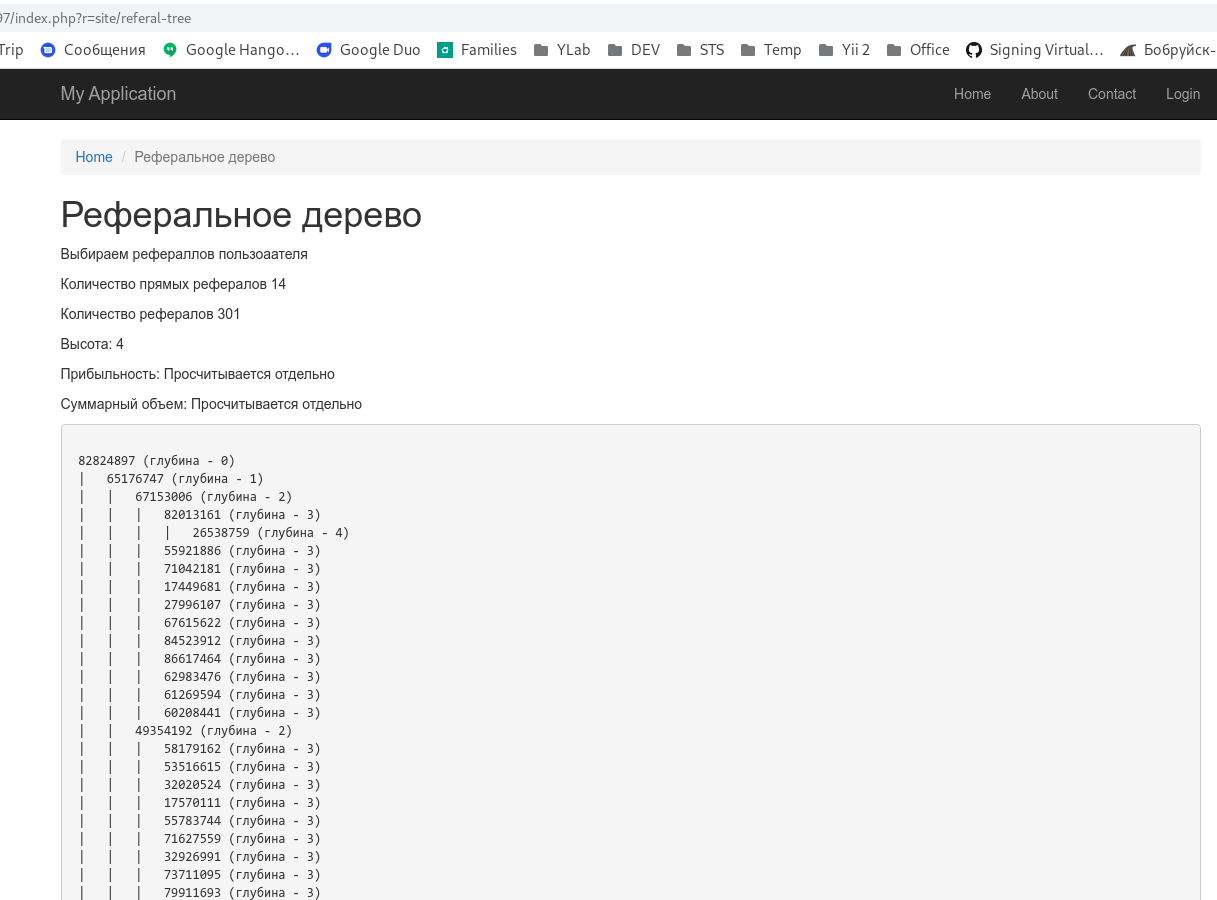 97/index.php?r=site/referal-tree
Trip Сообщения Google Hango... Google Duo Families YLab DEV STS Temp Yii 2 Office Signing Virtual... Бобруйск-
My Application Home About Contact Login
Home / Реферальное дерево
Реферальное дерево
Выбираем рефераллов пользоаателя
Количество прямых рефералов 14
Количество рефералов 301
Высота: 4
Прибыльность: Просчитывается отдельно
Суммарный объем: Просчитывается отдельно
82824897 (глубина - 0)
| 65176747 (глубина - 1)
| | 67153006 (глубина - 2)
| | | 82013161 (глубина - 3)
| | | | 26538759 (глубина - 4)
| | | 55921886 (глубина - 3)
| | | 71042181 (глубина - 3)
| | | 17449681 (глубина - 3)
| | | 27996107 (глубина - 3)
| | | 67615622 (глубина - 3)
| | | 84523912 (глубина - 3)
| | | 86617464 (глубина - 3)
| | | 62983476 (глубина - 3)
| | | 61269594 (глубина - 3)
| | | 60208441 (глубина - 3)
| | 49354192 (глубина - 2)
| | | 58179162 (глубина - 3)
| | | 53516615 (глубина - 3)
| | | 32020524 (глубина - 3)
| | | 17570111 (глубина - 3)
| | | 55783744 (глубина - 3)
| | | 71627559 (глубина - 3)
| | | 32926991 (глубина - 3)
| | | 73711095 (глубина - 3)
| | | 79911693 (глубина - 3)